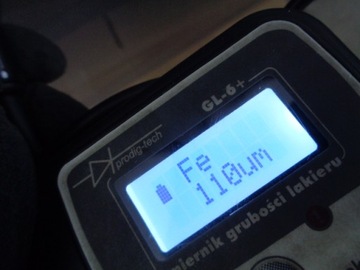 GL-6+
prodig-tech
Fe
110um
miernik grubości lakieru